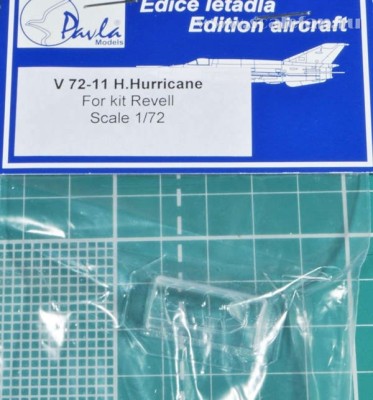 Edice letadla
Pavla
Models
Edition aircraft
V 72-11 H.Hurricane
For kit Revell
Scale 1/72